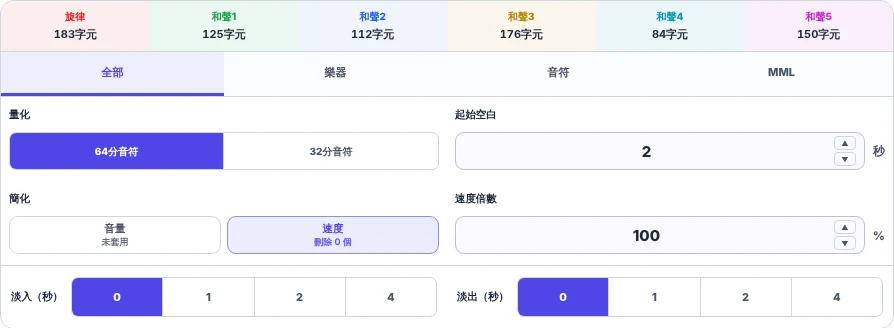 旋律 和聲1 和聲2 和聲3 和聲4 和聲5
183字元 125字元 112字元 176字元 84字元 150字元
全部 樂器 音符 MML
量化 起始空白
64分音符 32分音符 2 秒
簡化 速度倍數
音量 速度 100 %
未套用 刪除 0 個
淡入（秒） 0 1 2 4 淡出（秒） 0 1 2 4